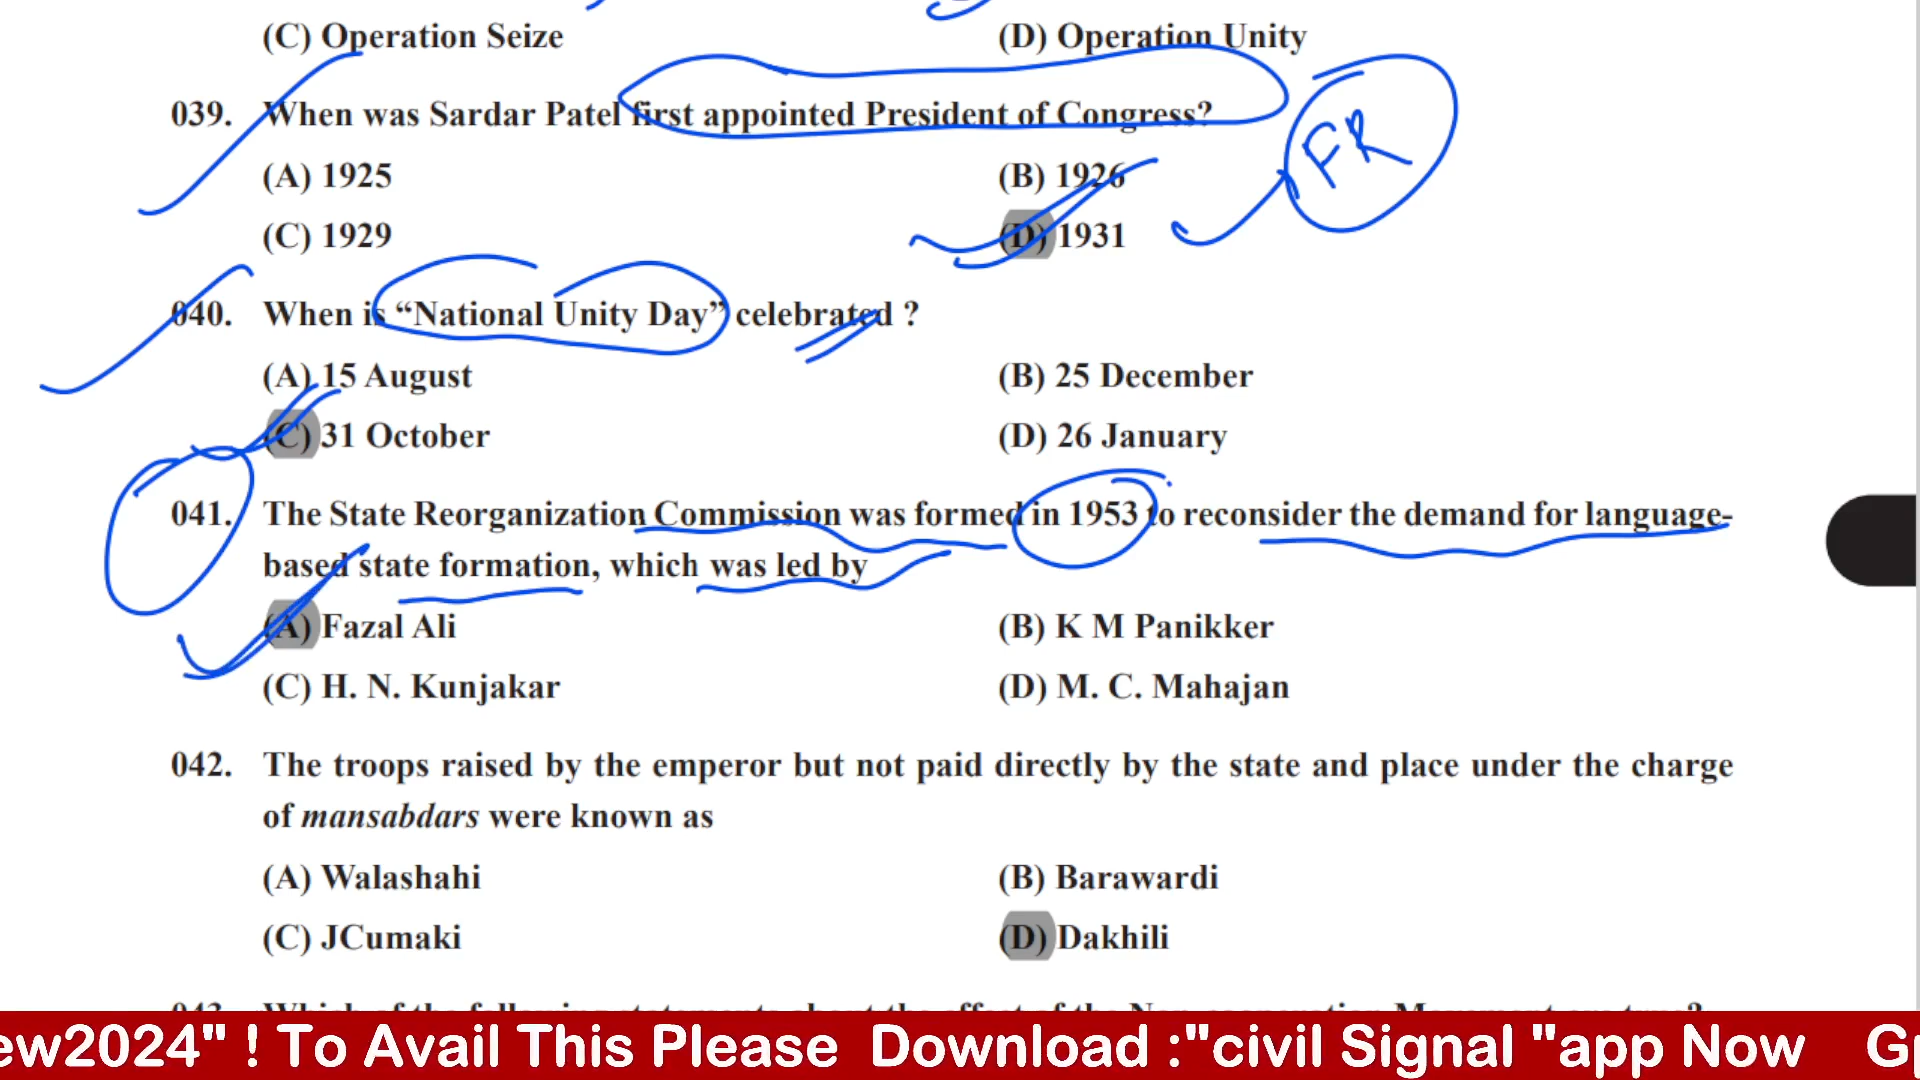 (C) Operation Seize (D) Operation Unity
039. When was Sardar Patel first appointed President of Congress?
(A) 1925 (B) 1926
(C) 1929 (D) 1931
FR
040. When is “National Unity Day” celebrated ?
(A) 15 August (B) 25 December
(C) 31 October (D) 26 January
041. The State Reorganization Commission was formed in 1953 to reconsider the demand for language-
based state formation, which was led by
(A) Fazal Ali (B) K M Panikker
(C) H. N. Kunjakar (D) M. C. Mahajan
042. The troops raised by the emperor but not paid directly by the state and place under the charge
of mansabdars were known as
(A) Walashahi (B) Barawardi
(C) JCumaki (D) Dakhili
ew2024" ! To Avail This Please Download :"civil Signal "app Now